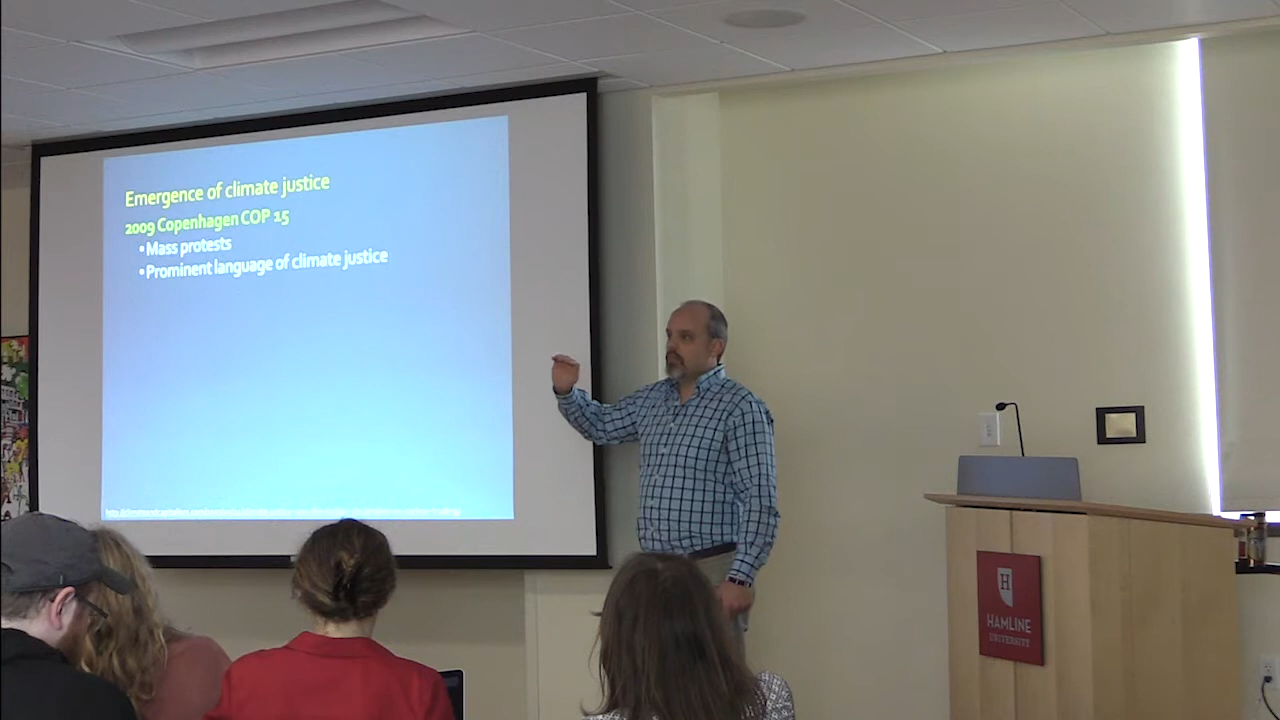 Emergence of climate justice
2009 Copenhagen COP 15
•Mass protests
•Prominent language of climate justice
H
HAMLINE
UNIVERSITY